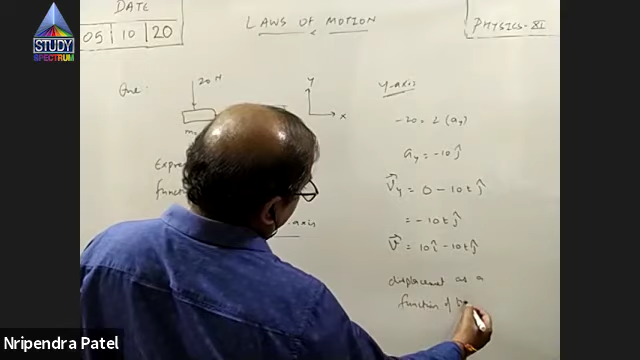 DATE
05 | 10 | 20
LAWS OF MOTION
PHYSICS-XI
STUDY
SPECTRUM
Que:
20 N
y
x
Y-axis
-20 = 2 (ay)
ay = -10 ĵ
V⃗y = 0 - 10t ĵ
= -10t ĵ
V⃗ = 10î - 10t ĵ
displacement as a
function of
Nripendra Patel